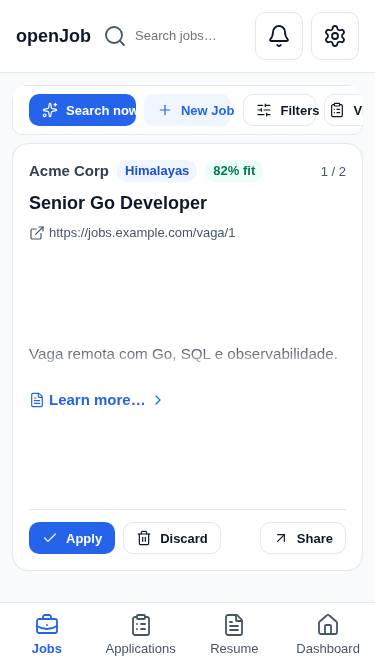 openJob Search jobs…
Search now New Job Filters V
Acme Corp Himalayas 82% fit 1 / 2
Senior Go Developer
https://jobs.example.com/vaga/1
Vaga remota com Go, SQL e observabilidade.
Learn more…
Apply Discard Share
Jobs Applications Resume Dashboard